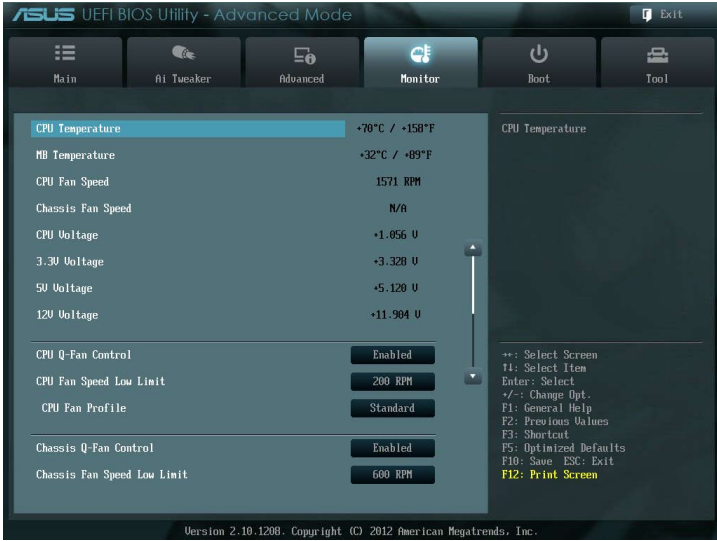 ASUS UEFI BIOS Utility - Advanced Mode
Exit
Main
Ai Tweaker
Advanced
Monitor
Boot
Tool
CPU Temperature +70°C / +158°F
MB Temperature +32°C / +89°F
CPU Fan Speed 1571 RPM
Chassis Fan Speed N/A
CPU Voltage +1.056 V
3.3V Voltage +3.328 V
5V Voltage +5.120 V
12V Voltage +11.904 V
CPU Q-Fan Control Enabled
CPU Fan Speed Low Limit 200 RPM
CPU Fan Profile Standard
Chassis Q-Fan Control Enabled
Chassis Fan Speed Low Limit 600 RPM
CPU Temperature
→←: Select Screen
↑↓: Select Item
Enter: Select
+/-: Change Opt.
F1: General Help
F2: Previous Values
F3: Shortcut
F5: Optimized Defaults
F10: Save ESC: Exit
F12: Print Screen
Version 2.10.1208. Copyright (C) 2012 American Megatrends, Inc.